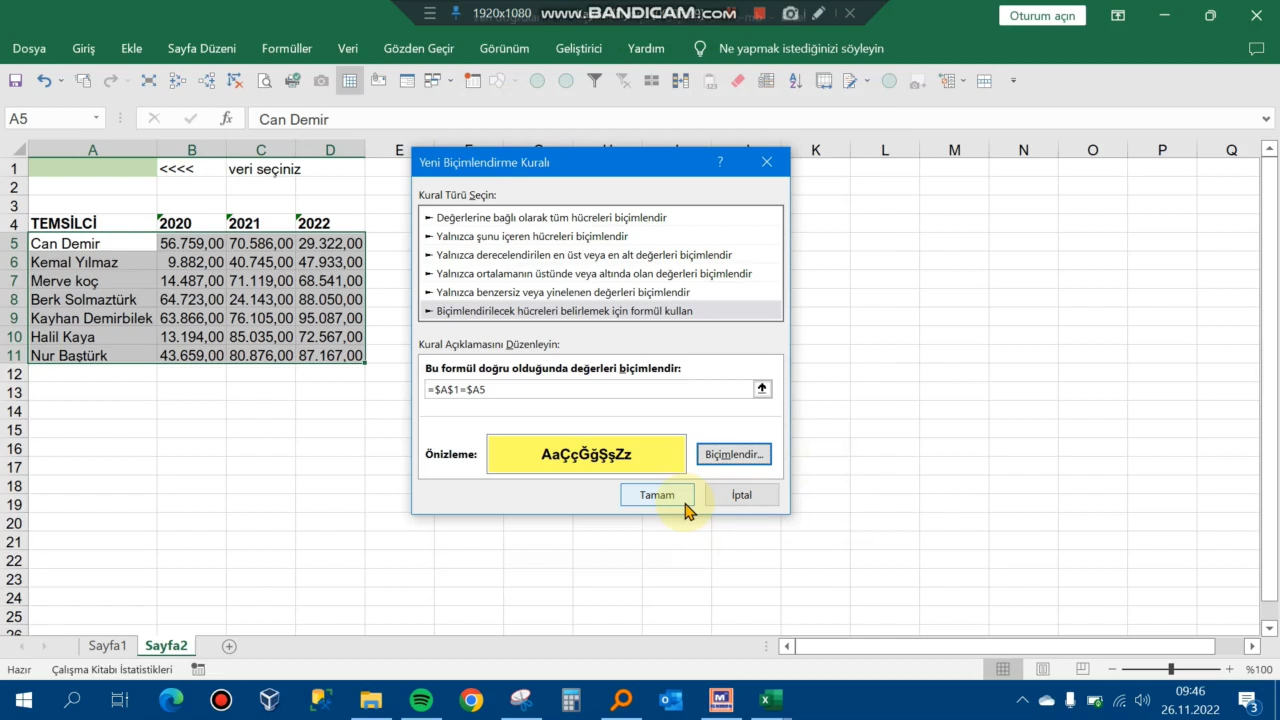 1920x1080 www.BANDICAM.com Oturum açın
Dosya Giriş Ekle Sayfa Düzeni Formüller Veri Gözden Geçir Görünüm Geliştirici Yardım Ne yapmak istediğinizi söyleyin
A5 fx Can Demir
A B C D E K L M N O P Q
1 <<<< veri seçiniz
2
3
4 TEMSİLCİ 2020 2021 2022
5 Can Demir 56.759,00 70.586,00 29.322,00
6 Kemal Yılmaz 9.882,00 40.745,00 47.933,00
7 Merve koç 14.487,00 71.119,00 68.541,00
8 Berk Solmaztürk 64.723,00 24.143,00 88.050,00
9 Kayhan Demirbilek 63.866,00 76.105,00 95.087,00
10 Halil Kaya 13.194,00 85.035,00 72.567,00
11 Nur Baştürk 43.659,00 80.876,00 87.167,00
12
13
14
15
16
17
18
19
20
21
22
23
24
25
26
Yeni Biçimlendirme Kuralı ?
Kural Türü Seçin:
► Değerlerine bağlı olarak tüm hücreleri biçimlendir
► Yalnızca şunu içeren hücreleri biçimlendir
► Yalnızca derecelendirilen en üst veya en alt değerleri biçimlendir
► Yalnızca ortalamanın üstünde veya altında olan değerleri biçimlendir
► Yalnızca benzersiz veya yinelenen değerleri biçimlendir
► Biçimlendirilecek hücreleri belirlemek için formül kullan
Kural Açıklamasını Düzenleyin:
Bu formül doğru olduğunda değerleri biçimlendir:
=$A$1=$A5
Önizleme: AaÇçĞğŞşZz Biçimlendir...
Tamam İptal
Sayfa1 Sayfa2
Hazır Çalışma Kitabı İstatistikleri %100
09:46
26.11.2022
3